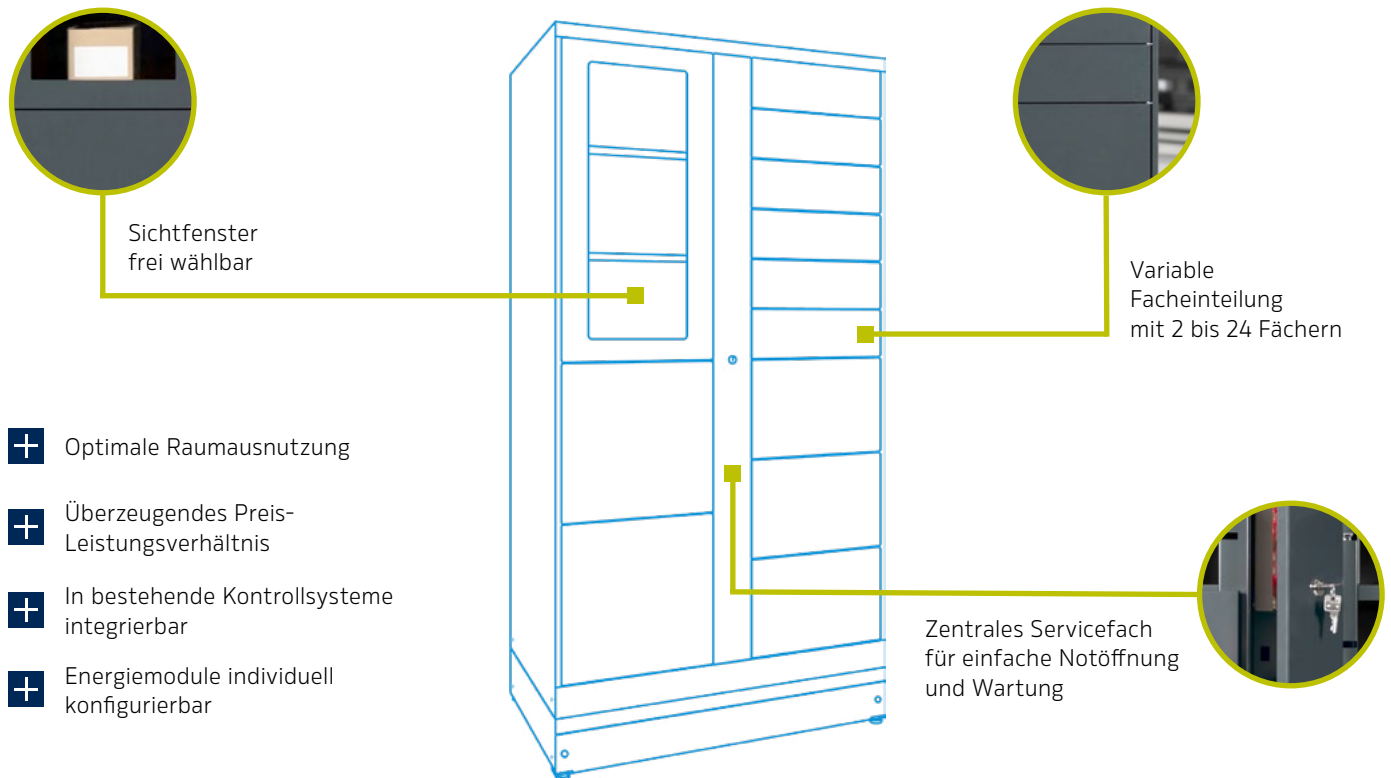 Sichtfenster
frei wählbar
Variable
Facheinteilung
mit 2 bis 24 Fächern
Optimale Raumausnutzung
Überzeugendes Preis-
Leistungsverhältnis
In bestehende Kontrollsysteme
integrierbar
Energiemodule individuell
konfigurierbar
Zentrales Servicefach
für einfache Notöffnung
und Wartung